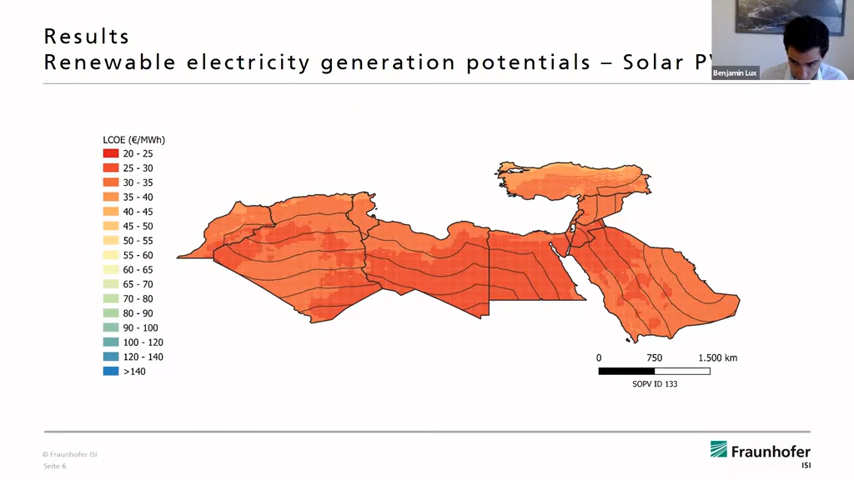 Results
Renewable electricity generation potentials – Solar PV
Benjamin Lux
LCOE (€/MWh)
20 - 25
25 - 30
30 - 35
35 - 40
40 - 45
45 - 50
50 - 55
55 - 60
60 - 65
65 - 70
70 - 80
80 - 90
90 - 100
100 - 120
120 - 140
>140
0 750 1.500 km
SOPV ID 133
© Fraunhofer ISI
Seite 6
Fraunhofer
ISI